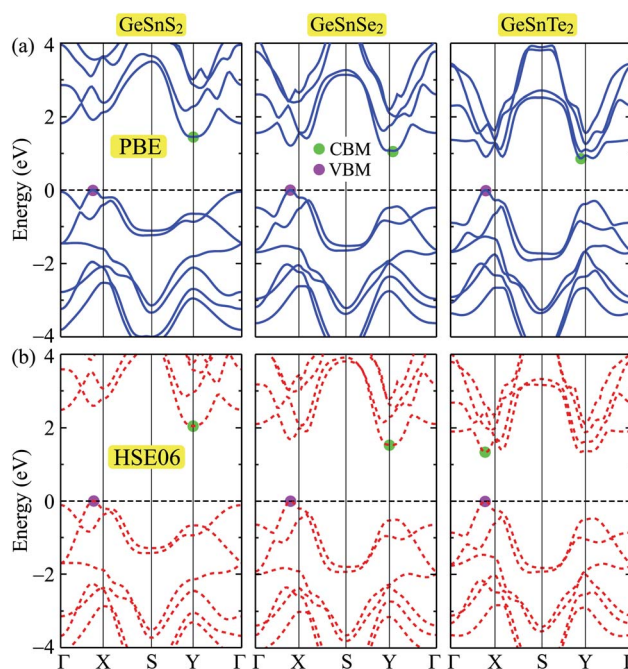 GeSnS₂ GeSnSe₂ GeSnTe₂
(a)
4
2
0
−2
−4
Energy (eV)
PBE
CBM
VBM
(b)
4
2
0
−2
−4
Energy (eV)
HSE06
Γ X S Y Γ X S Y Γ X S Y Γ